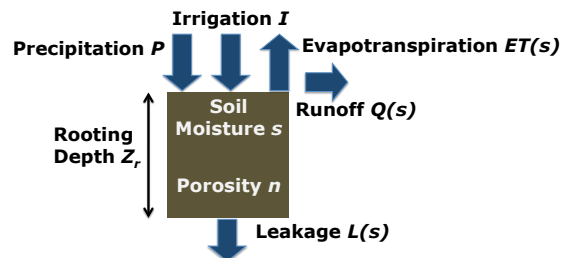 Irrigation I
Precipitation P
Evapotranspiration ET(s)
Runoff Q(s)
Rooting
Depth Zr
Soil
Moisture s
Porosity n
Leakage L(s)